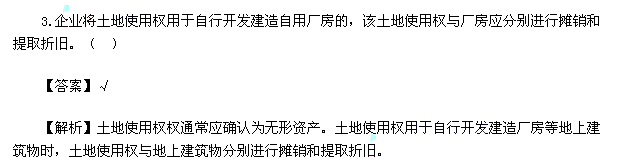 3.企业将土地使用权用于自行开发建造自用厂房的，该土地使用权与厂房应分别进行摊销和
提取折旧。（　）
【答案】√
【解析】土地使用权权通常应确认为无形资产。土地使用权用于自行开发建造厂房等地上建
筑物时，土地使用权与地上建筑物分别进行摊销和提取折旧。